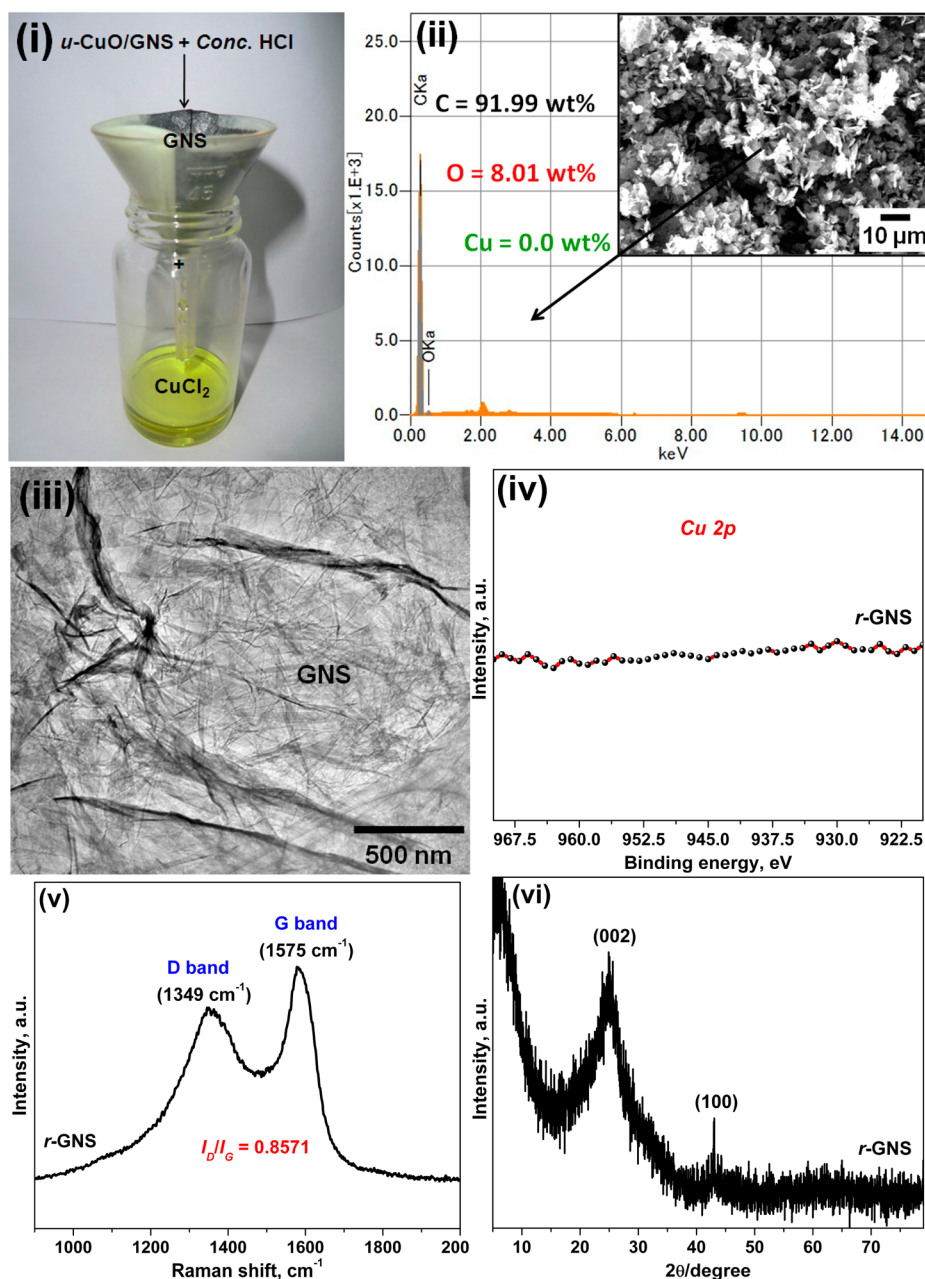 (i) u-CuO/GNS + Conc. HCl
GNS
45
+
CuCl₂
(ii)
C = 91.99 wt%
O = 8.01 wt%
Cu = 0.0 wt%
10 µm
CKa
OKa
Counts[x1.E+3]
25.0
20.0
15.0
10.0
5.0
0.0
0.00 2.00 4.00 6.00 8.00 10.00 12.00 14.00
keV
(iii)
GNS
500 nm
(iv)
Cu 2p
r-GNS
Intensity, a.u.
967.5 960.0 952.5 945.0 937.5 930.0 922.5
Binding energy, eV
(v)
G band
(1575 cm⁻¹)
D band
(1349 cm⁻¹)
Intensity, a.u.
r-GNS
I_D/I_G = 0.8571
1000 1200 1400 1600 1800 200
Raman shift, cm⁻¹
(vi)
(002)
(100)
r-GNS
Intensity, a.u.
5 10 20 30 40 50 60 70
2θ/degree